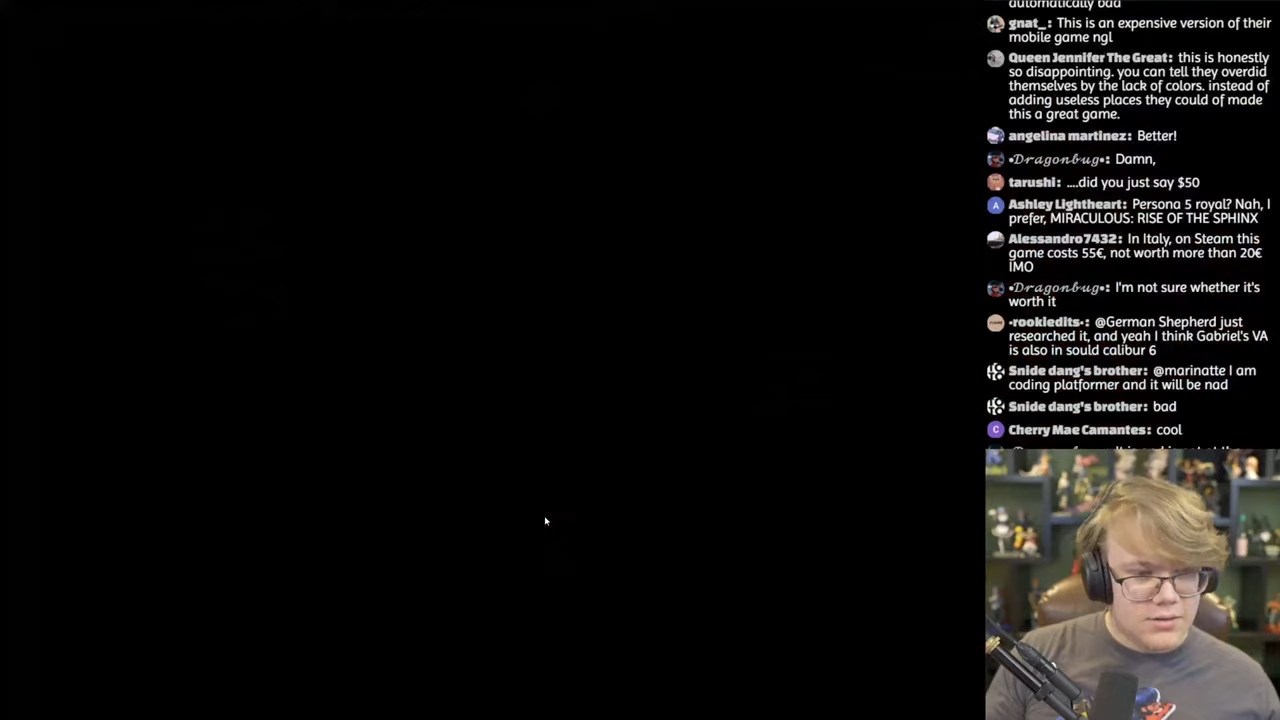 automatically bad
gnat_: This is an expensive version of their
mobile game ngl
Queen Jennifer The Great: this is honestly
so disappointing. you can tell they overdid
themselves by the lack of colors. instead of
adding useless places they could of made
this a great game.
angelina martinez: Better!
•𝓓𝓻𝓪𝓰𝓸𝓷𝓫𝓾𝓰•: Damn,
tarushi: ....did you just say $50
A Ashley Lightheart: Persona 5 royal? Nah, I
prefer, MIRACULOUS: RISE OF THE SPHINX
Alessandro7432: In Italy, on Steam this
game costs 55€, not worth more than 20€
IMO
•𝓓𝓻𝓪𝓰𝓸𝓷𝓫𝓾𝓰•: I'm not sure whether it's
worth it
•rookiedits•: @German Shepherd just
researched it, and yeah I think Gabriel's VA
is also in sould calibur 6
Snide dang's brother: @marinatte I am
coding platformer and it will be nad
Snide dang's brother: bad
C Cherry Mae Camantes: cool